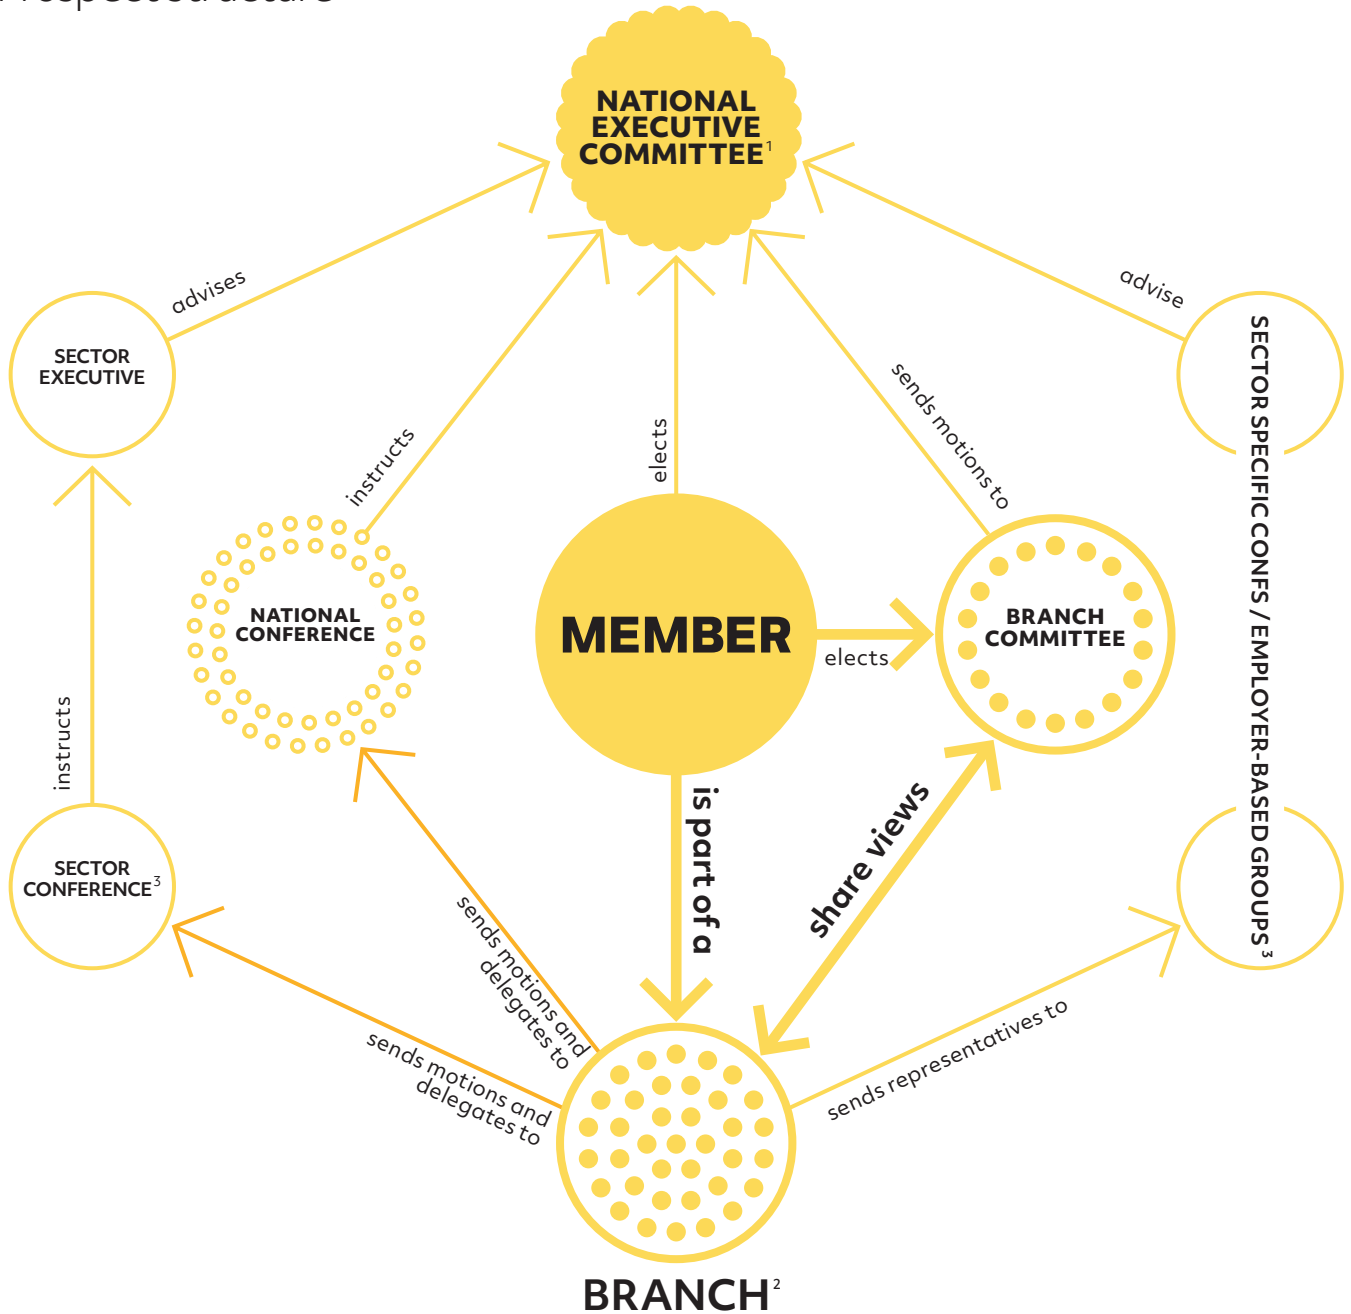 Prospect structure
NATIONAL
EXECUTIVE
COMMITTEE¹
advises
advise
SECTOR
EXECUTIVE
instructs
elects
sends motions to
SECTOR SPECIFIC CONFS / EMPLOYER-BASED GROUPS³
NATIONAL
CONFERENCE
MEMBER
elects
BRANCH
COMMITTEE
instructs
is part of a
share views
SECTOR
CONFERENCE³
sends motions and
delegates to
sends motions and
delegates to
sends representatives to
BRANCH²